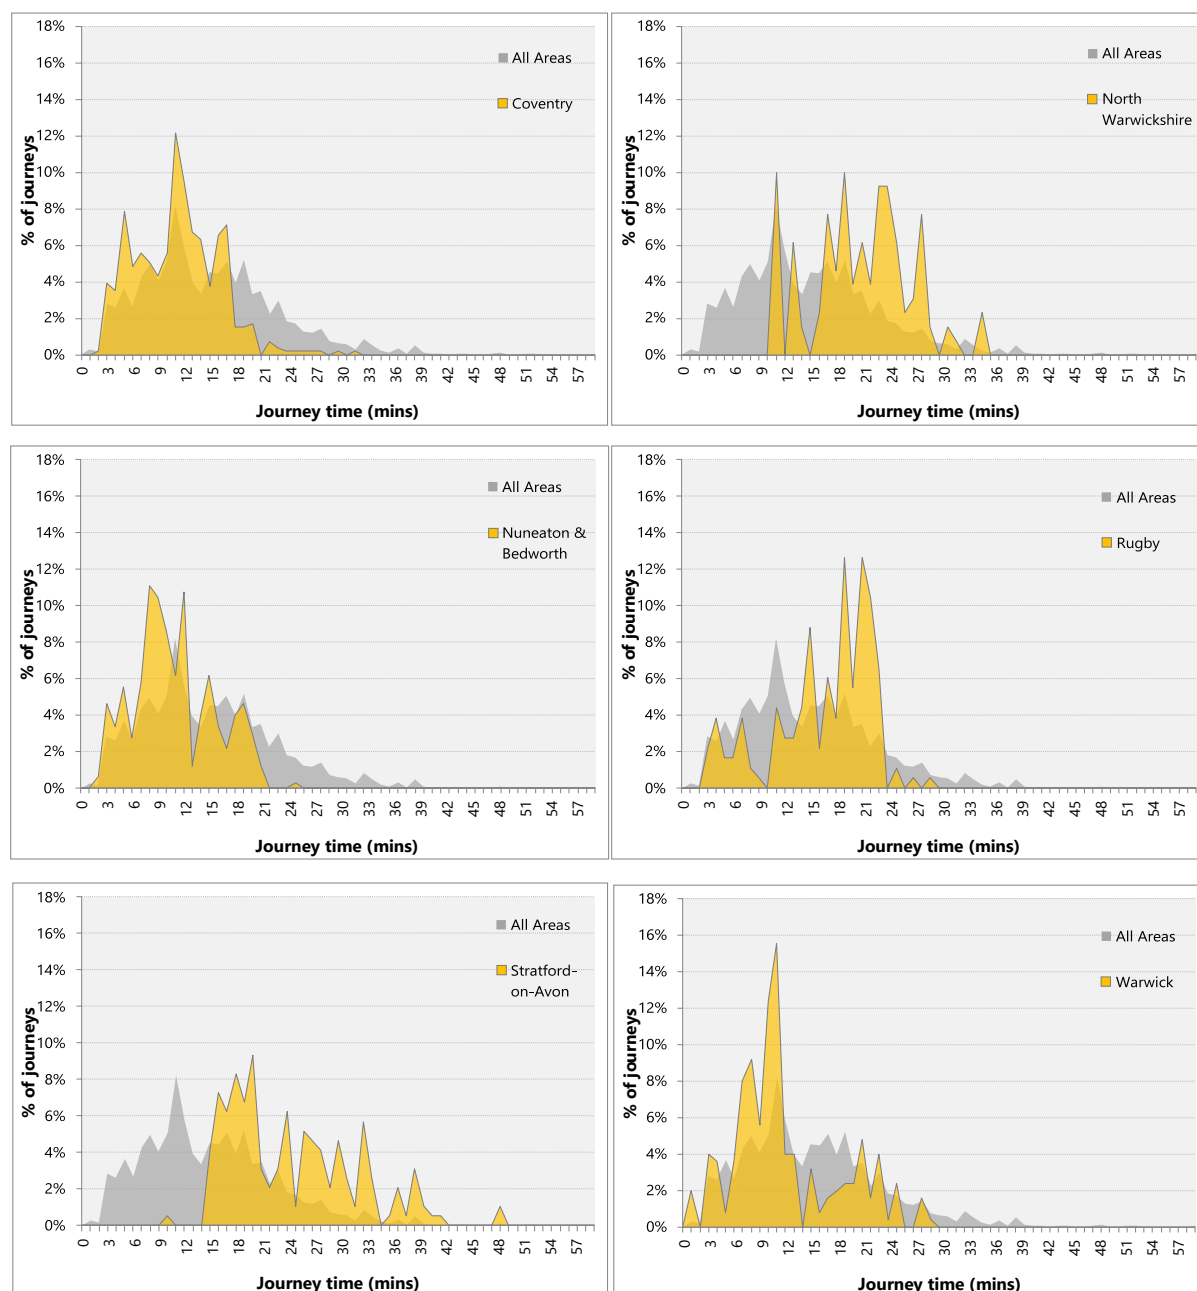 18%
16%
14%
12%
10%
8%
6%
4%
2%
0%
% of journeys
All Areas
Coventry
0 3 6 9 12 15 18 21 24 27 30 33 36 39 42 45 48 51 54 57
Journey time (mins)
18%
16%
14%
12%
10%
8%
6%
4%
2%
0%
% of journeys
All Areas
North
Warwickshire
0 3 6 9 12 15 18 21 24 27 30 33 36 39 42 45 48 51 54 57
Journey time (mins)
18%
16%
14%
12%
10%
8%
6%
4%
2%
0%
% of journeys
All Areas
Nuneaton &
Bedworth
0 3 6 9 12 15 18 21 24 27 30 33 36 39 42 45 48 51 54 57
Journey time (mins)
18%
16%
14%
12%
10%
8%
6%
4%
2%
0%
% of journeys
All Areas
Rugby
0 3 6 9 12 15 18 21 24 27 30 33 36 39 42 45 48 51 54 57
Journey time (mins)
18%
16%
14%
12%
10%
8%
6%
4%
2%
0%
% of journeys
All Areas
Stratford-
on-Avon
0 3 6 9 12 15 18 21 24 27 30 33 36 39 42 45 48 51 54 57
Journey time (mins)
18%
16%
14%
12%
10%
8%
6%
4%
2%
0%
% of journeys
All Areas
Warwick
0 3 6 9 12 15 18 21 24 27 30 33 36 39 42 45 48 51 54 57
Journey time (mins)